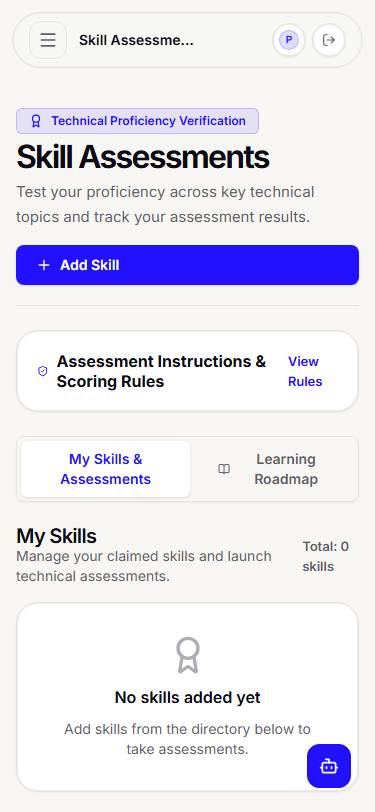 Skill Assessme...
P
Technical Proficiency Verification
Skill Assessments
Test your proficiency across key technical
topics and track your assessment results.
Add Skill
Assessment Instructions &
Scoring Rules
View
Rules
My Skills &
Assessments
Learning
Roadmap
My Skills
Manage your claimed skills and launch
technical assessments.
Total: 0
skills
No skills added yet
Add skills from the directory below to
take assessments.